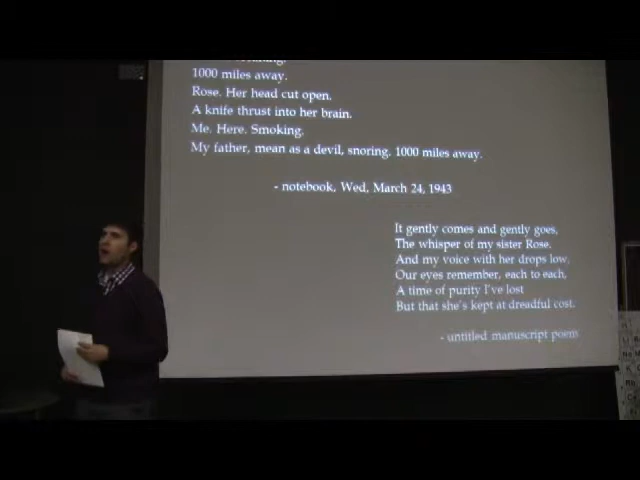 1000 miles away.
Rose. Her head cut open.
A knife thrust into her brain.
Me. Here. Smoking.
My father, mean as a devil, snoring. 1000 miles away.
- notebook, Wed, March 24, 1943
It gently comes and gently goes,
The whisper of my sister Rose.
And my voice with her drops low,
Our eyes remember, each to each,
A time of purity I've lost
But that she's kept at dreadful cost.
- untitled manuscript poem